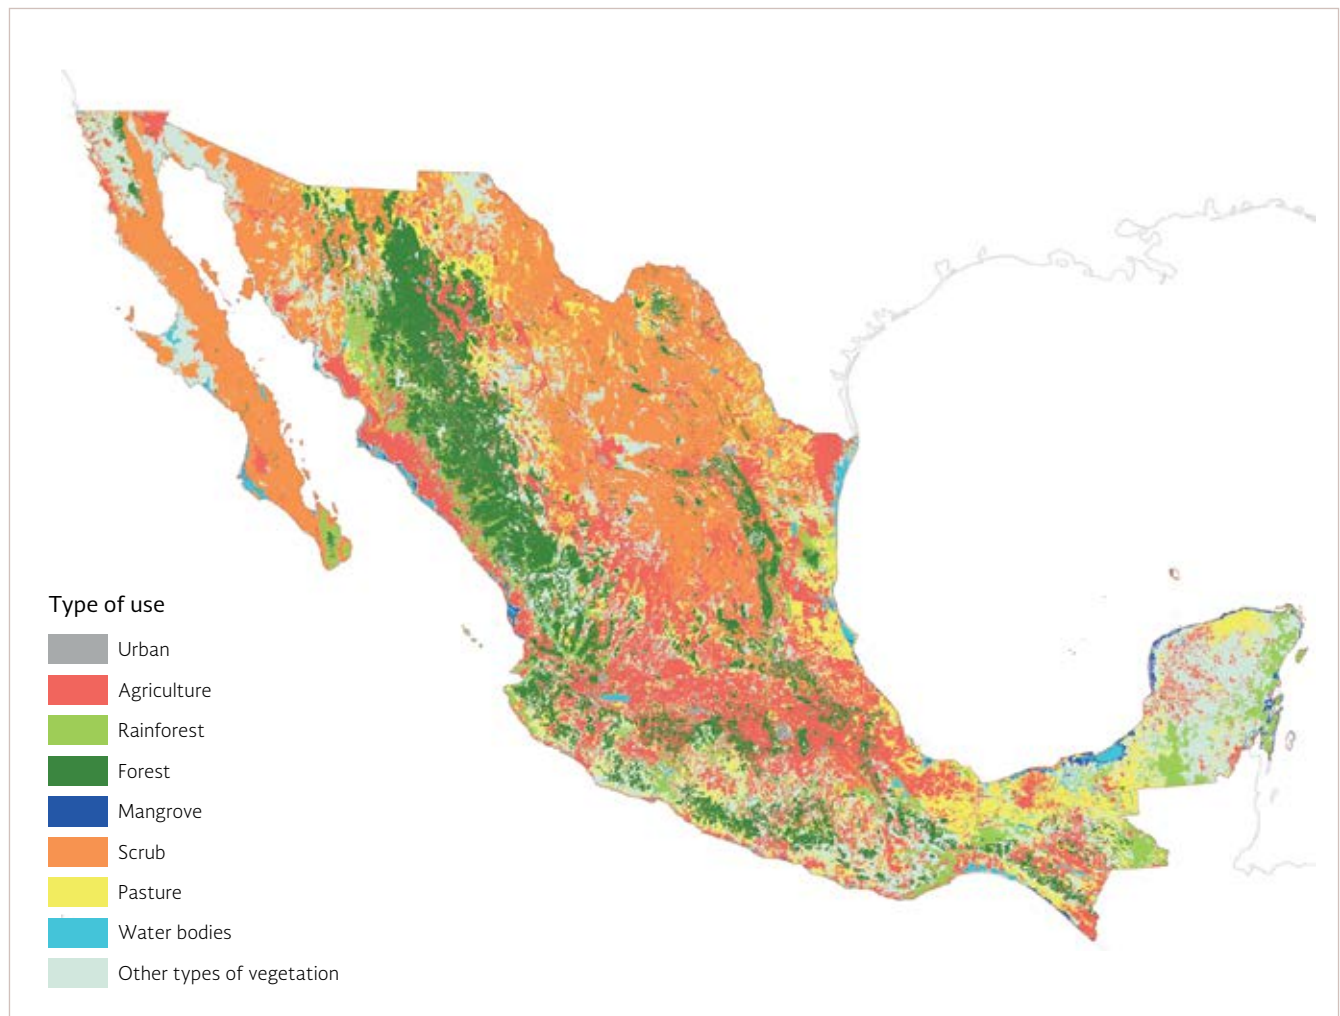 Type of use
Urban
Agriculture
Rainforest
Forest
Mangrove
Scrub
Pasture
Water bodies
Other types of vegetation